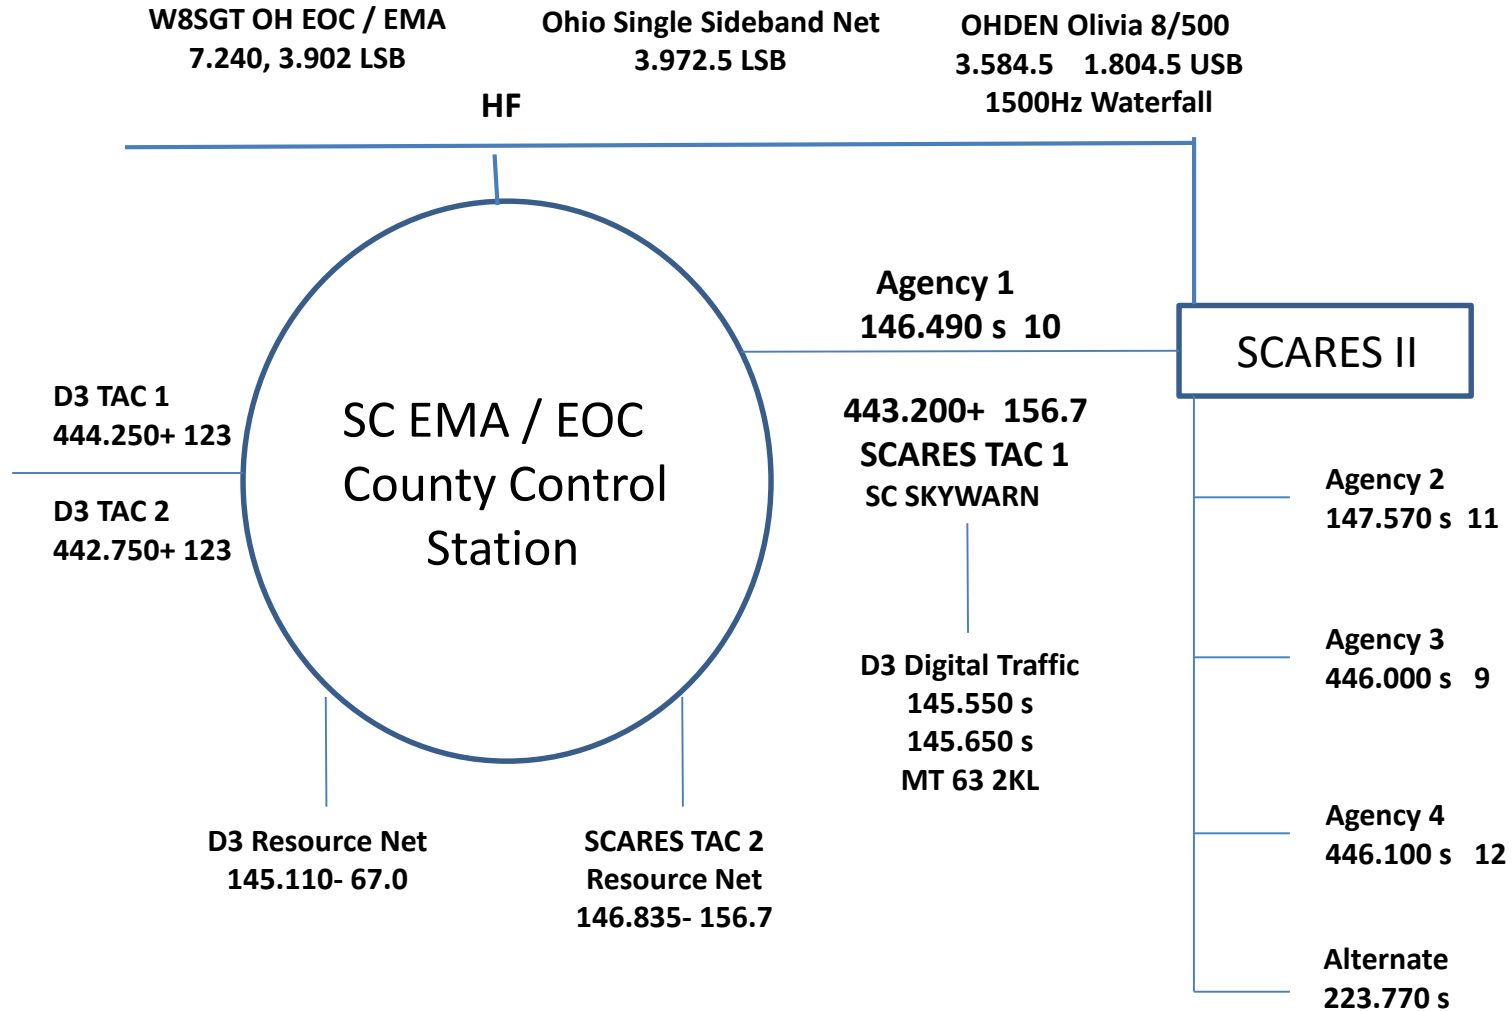 W8SGT OH EOC / EMA
7.240, 3.902 LSB
Ohio Single Sideband Net
3.972.5 LSB
OHDEN Olivia 8/500
3.584.5    1.804.5 USB
1500Hz Waterfall
HF
Agency 1
146.490 s  10
SCARES II
D3 TAC 1
444.250+ 123
D3 TAC 2
442.750+ 123
SC EMA / EOC
County Control
Station
443.200+  156.7
SCARES TAC 1
SC SKYWARN
D3 Digital Traffic
145.550 s
145.650 s
MT 63 2KL
Agency 2
147.570 s  11
Agency 3
446.000 s   9
Agency 4
446.100 s   12
Alternate
223.770 s
D3 Resource Net
145.110- 67.0
SCARES TAC 2
Resource Net
146.835- 156.7